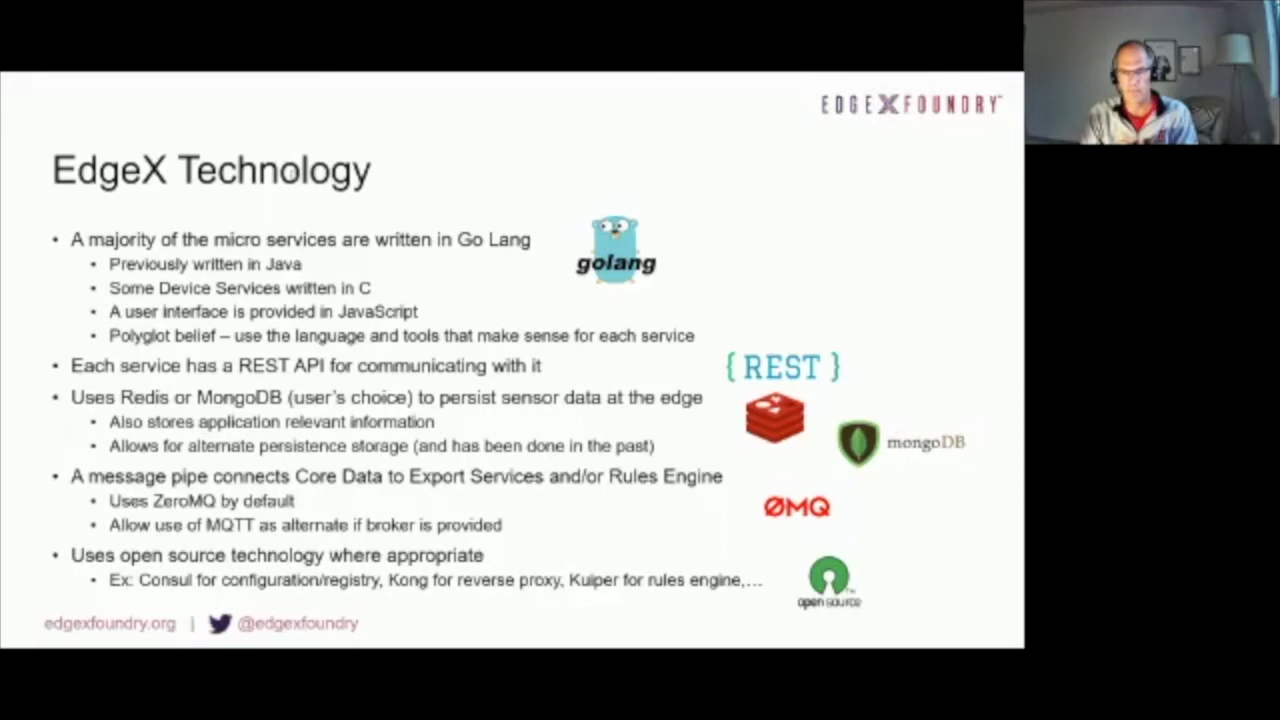 EDGE X FOUNDRY™
EdgeX Technology
• A majority of the micro services are written in Go Lang
• Previously written in Java
• Some Device Services written in C
• A user interface is provided in JavaScript
• Polyglot belief – use the language and tools that make sense for each service
golang
• Each service has a REST API for communicating with it
{ REST }
• Uses Redis or MongoDB (user's choice) to persist sensor data at the edge
• Also stores application relevant information
• Allows for alternate persistence storage (and has been done in the past)
mongoDB
• A message pipe connects Core Data to Export Services and/or Rules Engine
• Uses ZeroMQ by default
• Allow use of MQTT as alternate if broker is provided
ØMQ
• Uses open source technology where appropriate
• Ex: Consul for configuration/registry, Kong for reverse proxy, Kuiper for rules engine,…
open source
edgexfoundry.org | @edgexfoundry